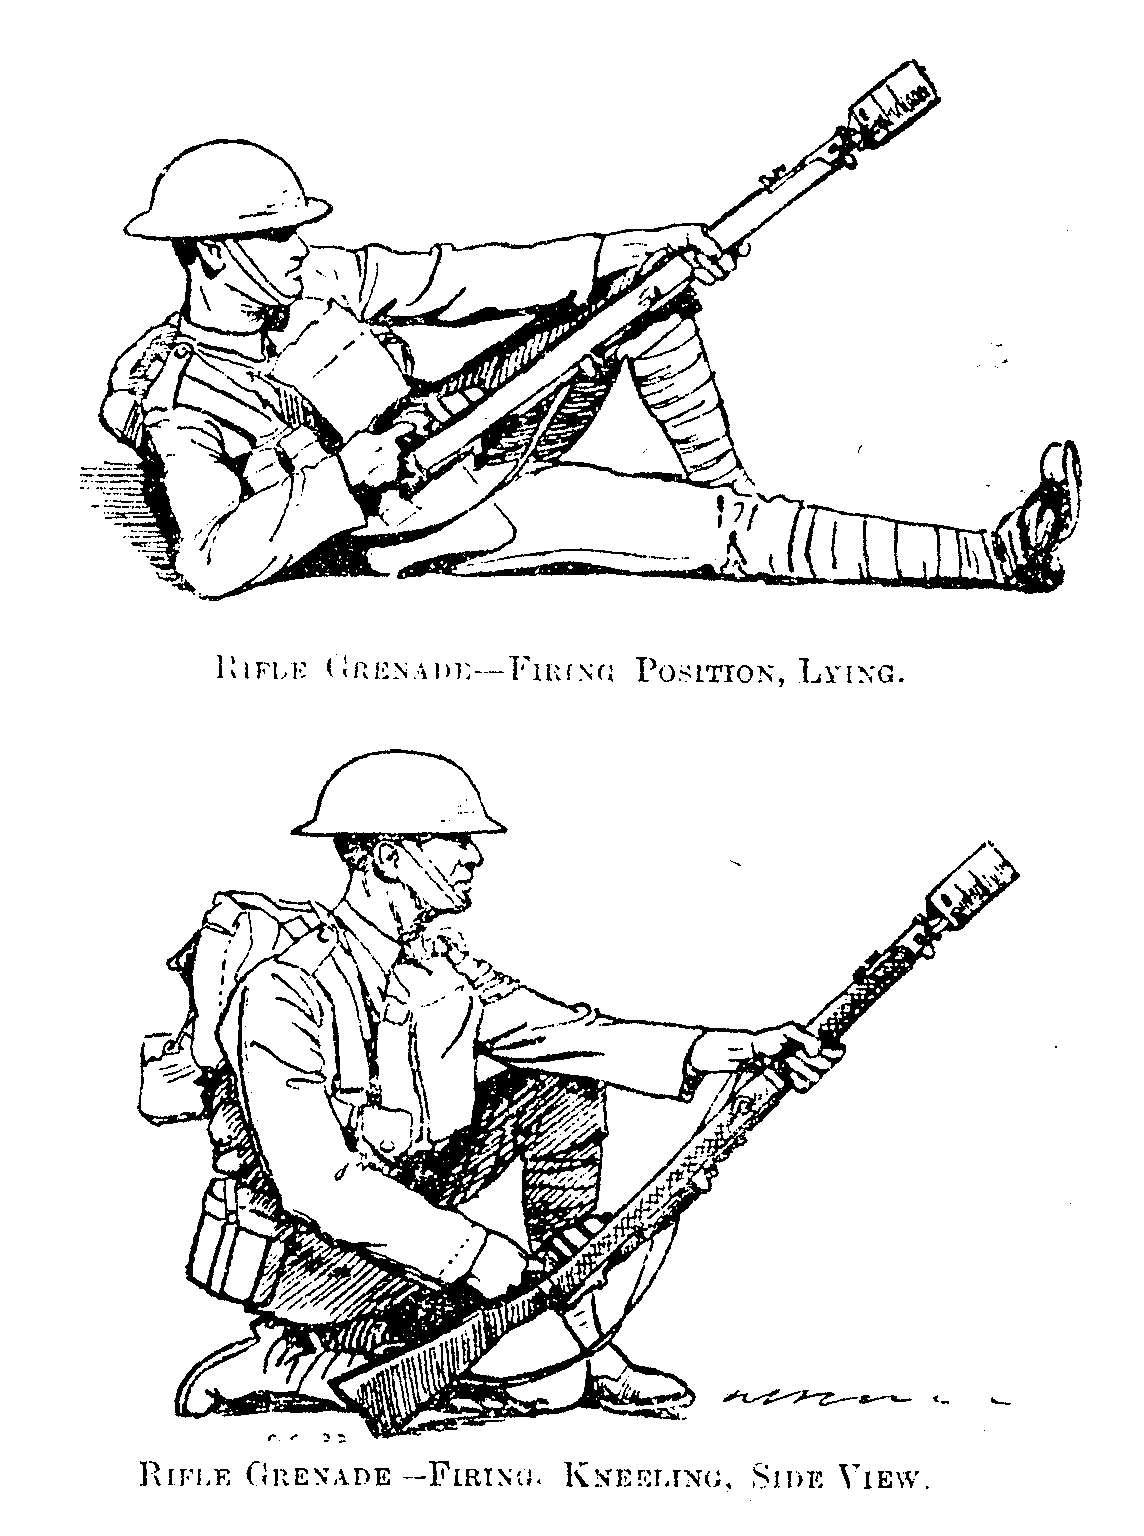 RIFLE GRENADE—FIRING POSITION, LYING.
RIFLE GRENADE—FIRING. KNEELING, SIDE VIEW.